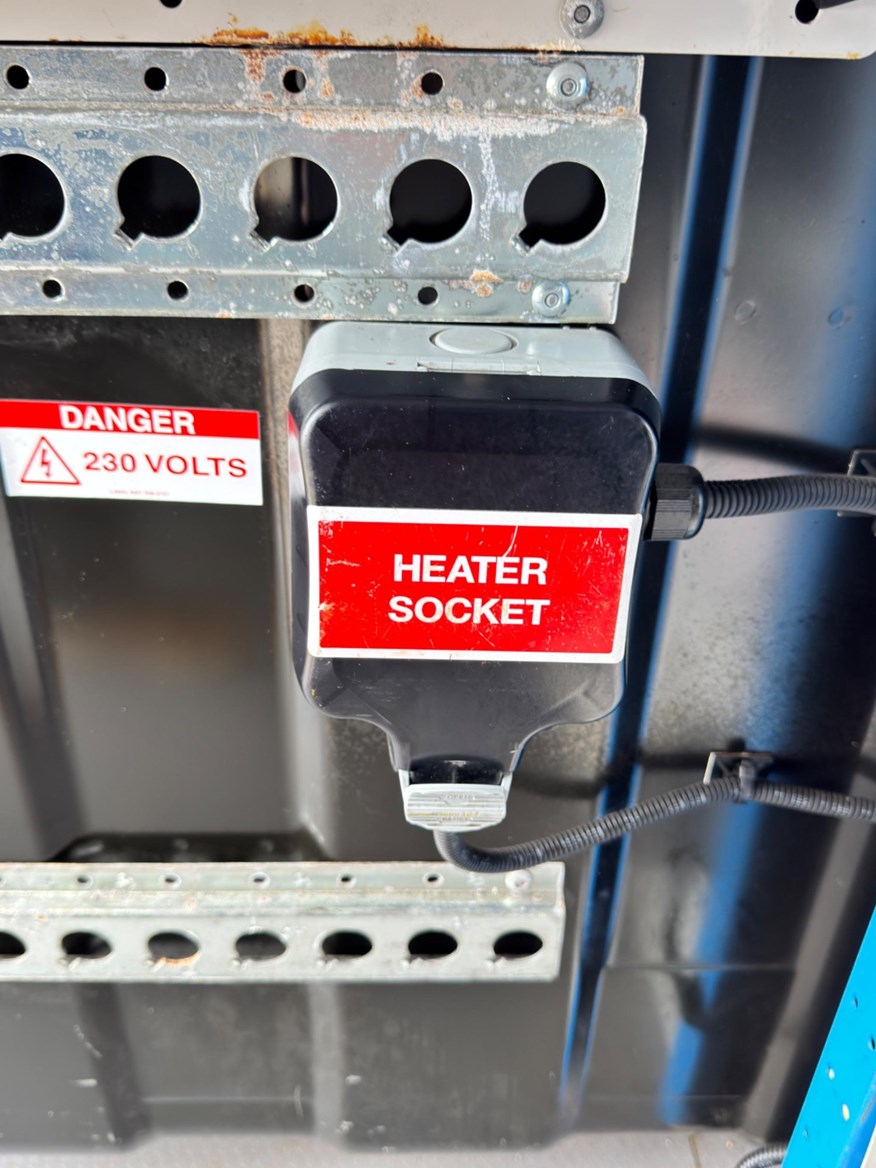 DANGER
230 VOLTS
HEATER
SOCKET